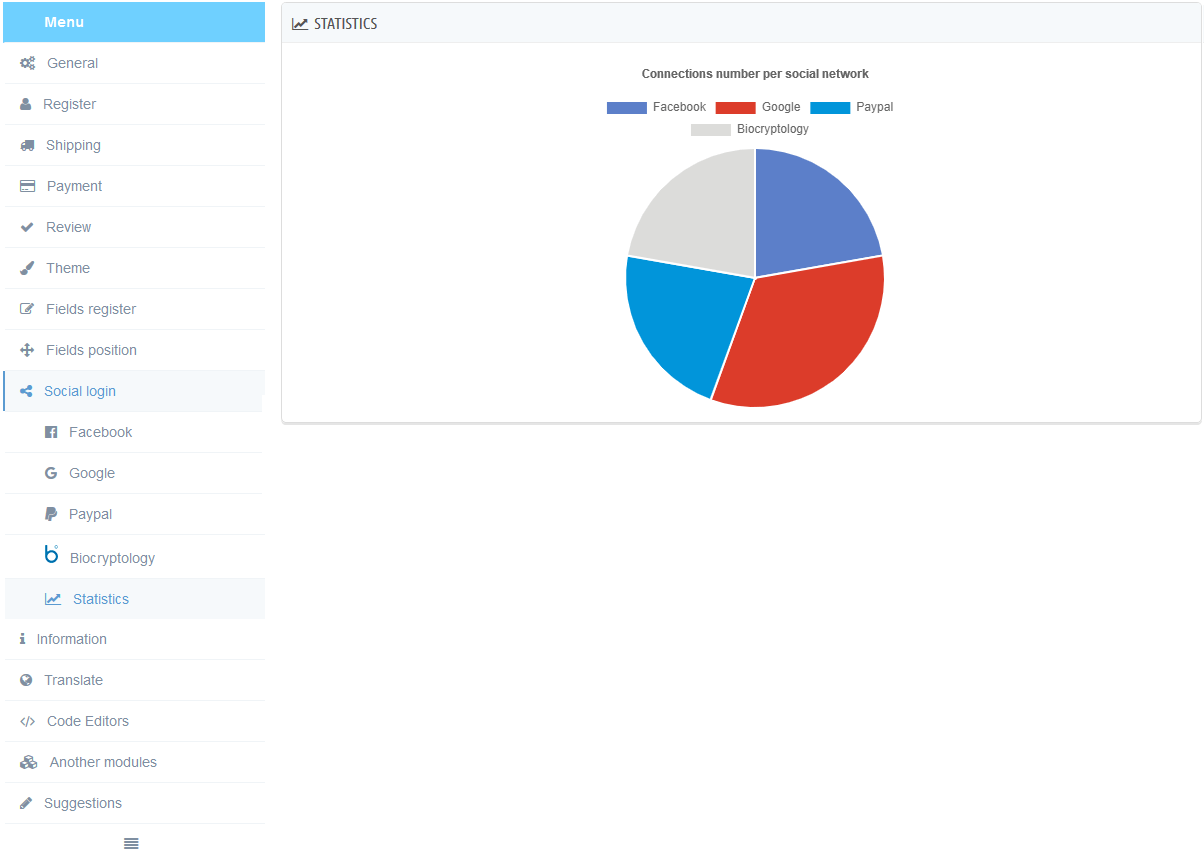 Menu
General
Register
Shipping
Payment
Review
Theme
Fields register
Fields position
Social login
Facebook
Google
Paypal
Biocryptology
Statistics
Information
Translate
Code Editors
Another modules
Suggestions
STATISTICS
Connections number per social network
Facebook Google Paypal
Biocryptology